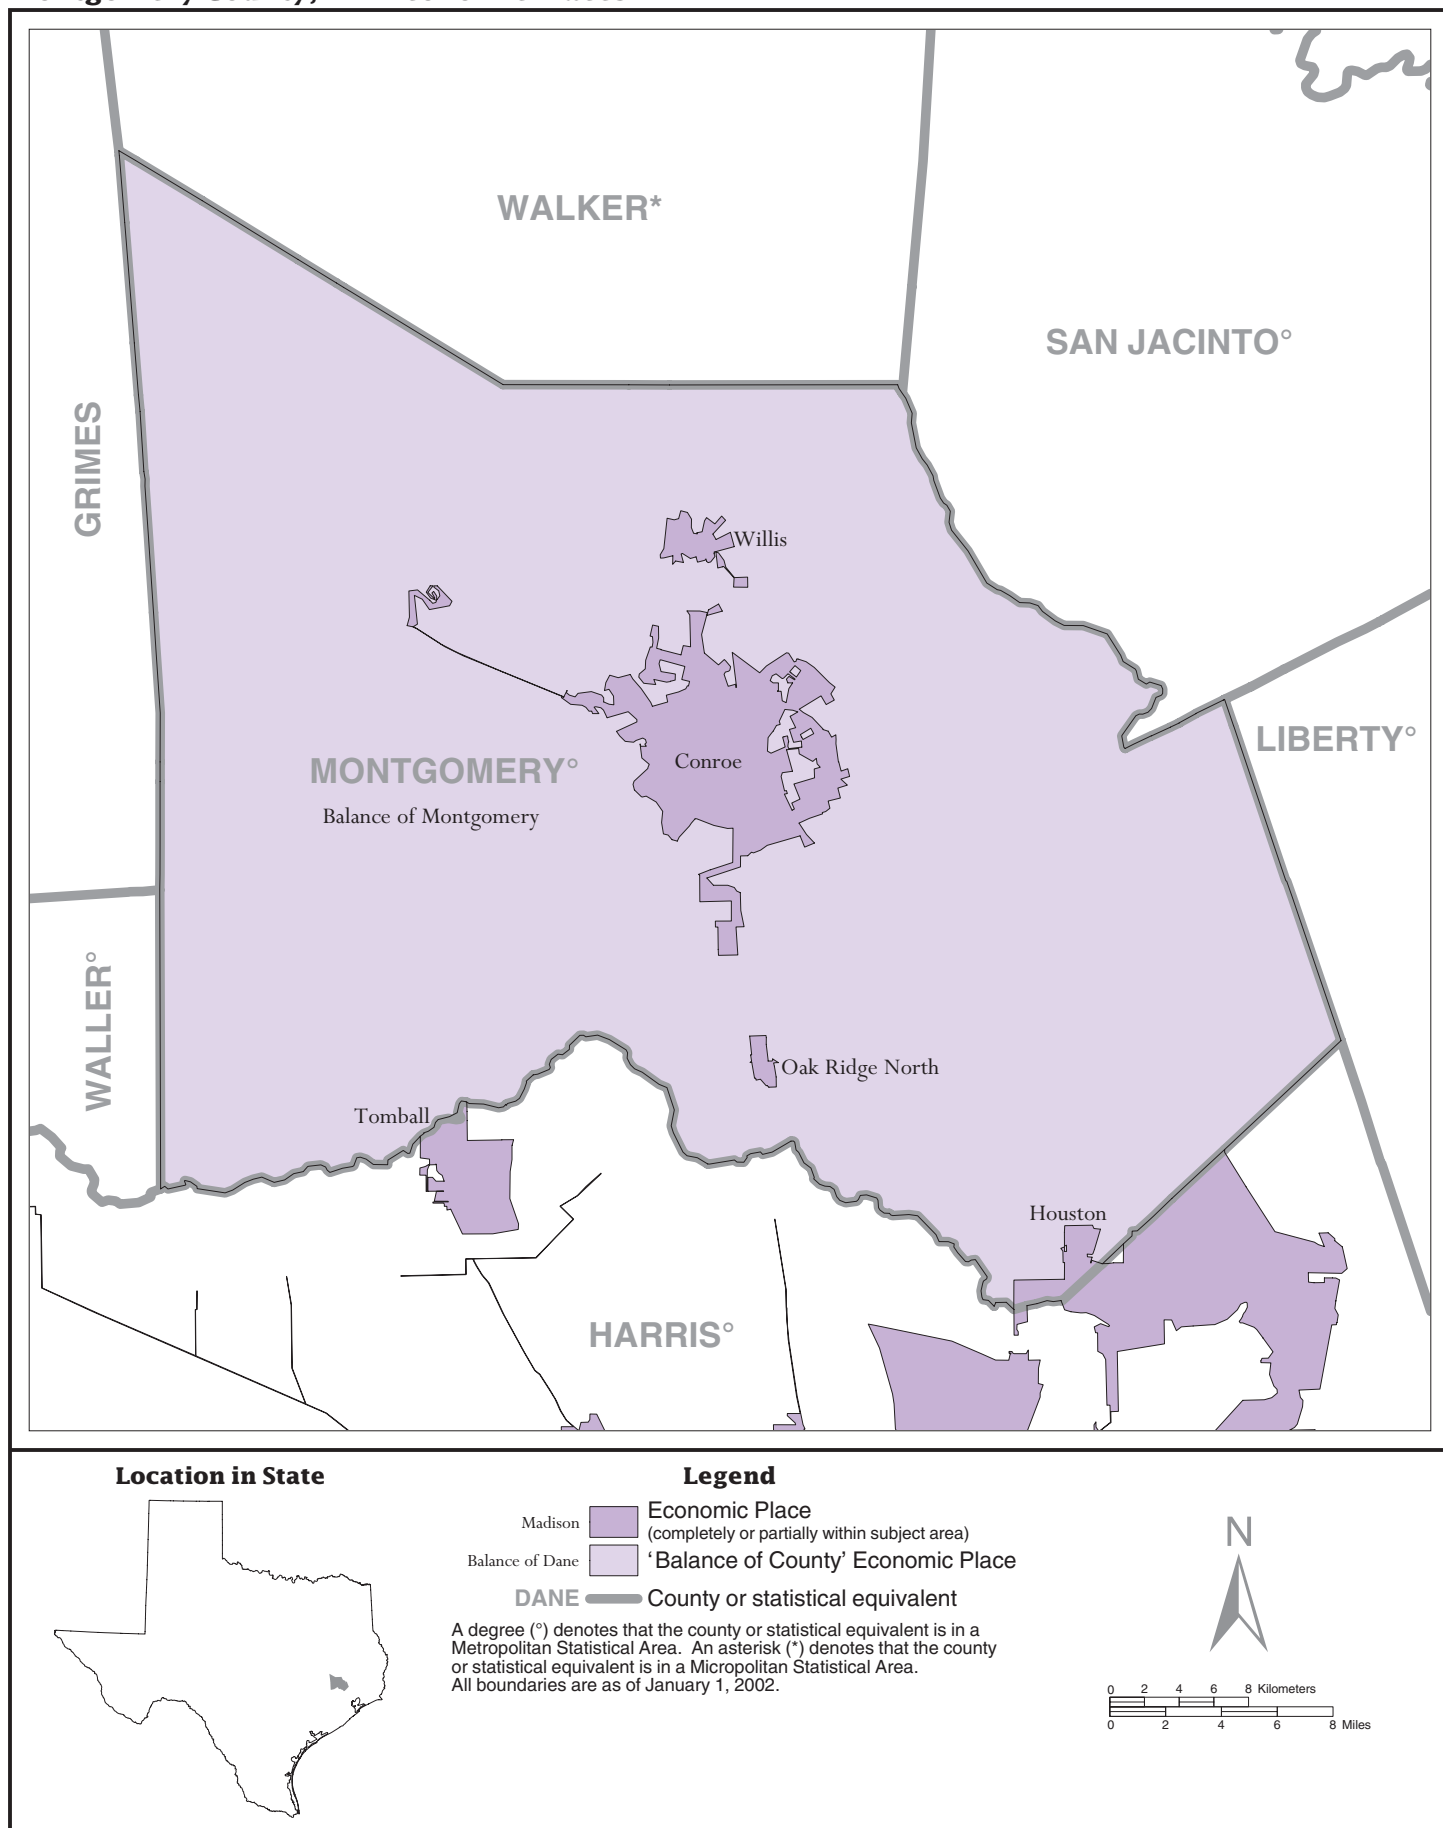 WALKER*
SAN JACINTO°
GRIMES
Willis
LIBERTY°
Conroe
MONTGOMERY°
Balance of Montgomery
WALLER°
Oak Ridge North
Tomball
Houston
HARRIS°
Location in State
Legend
Madison
Economic Place
(completely or partially within subject area)
Balance of Dane
‘Balance of County’ Economic Place
DANE
County or statistical equivalent
A degree (°) denotes that the county or statistical equivalent is in a
Metropolitan Statistical Area. An asterisk (*) denotes that the county
or statistical equivalent is in a Micropolitan Statistical Area.
All boundaries are as of January 1, 2002.
N
0 2 4 6 8 Kilometers
0 2 4 6 8 Miles